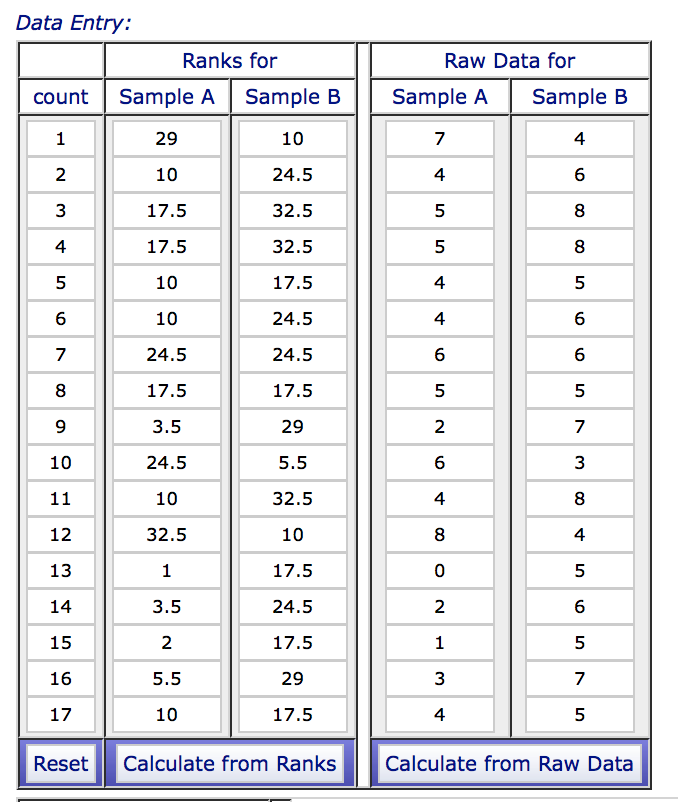 Data Entry:
Ranks for Raw Data for
count Sample A Sample B Sample A Sample B
1 29 10 7 4
2 10 24.5 4 6
3 17.5 32.5 5 8
4 17.5 32.5 5 8
5 10 17.5 4 5
6 10 24.5 4 6
7 24.5 24.5 6 6
8 17.5 17.5 5 5
9 3.5 29 2 7
10 24.5 5.5 6 3
11 10 32.5 4 8
12 32.5 10 8 4
13 1 17.5 0 5
14 3.5 24.5 2 6
15 2 17.5 1 5
16 5.5 29 3 7
17 10 17.5 4 5
Reset Calculate from Ranks Calculate from Raw Data